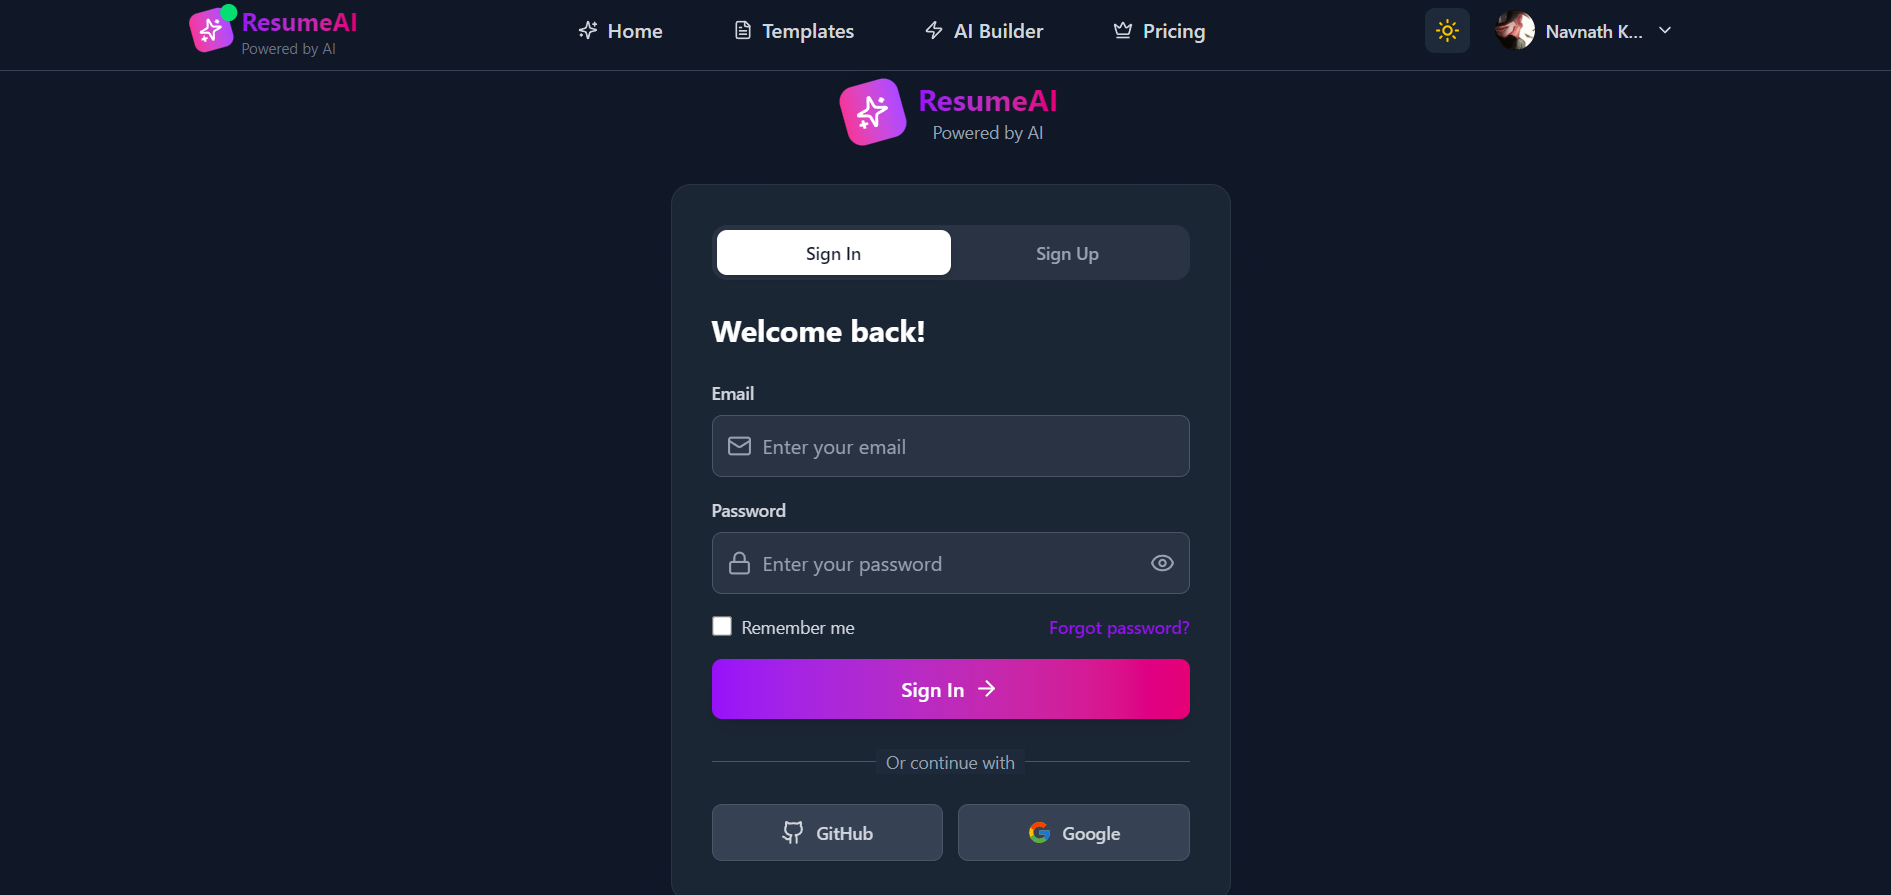 ResumeAI
Powered by AI
Home
Templates
AI Builder
Pricing
Navnath K...
ResumeAI
Powered by AI
Sign In
Sign Up
Welcome back!
Email
Enter your email
Password
Enter your password
Remember me
Forgot password?
Sign In
Or continue with
GitHub
Google